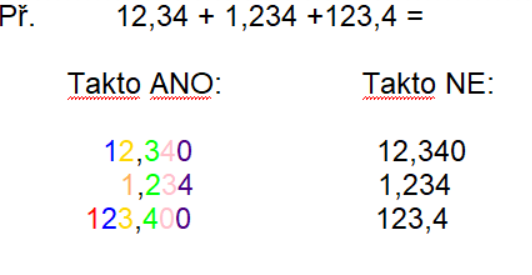 Př. 12,34 + 1,234 +123,4 =
Takto ANO: Takto NE:
12,340 12,340
1,234 1,234
123,400 123,4